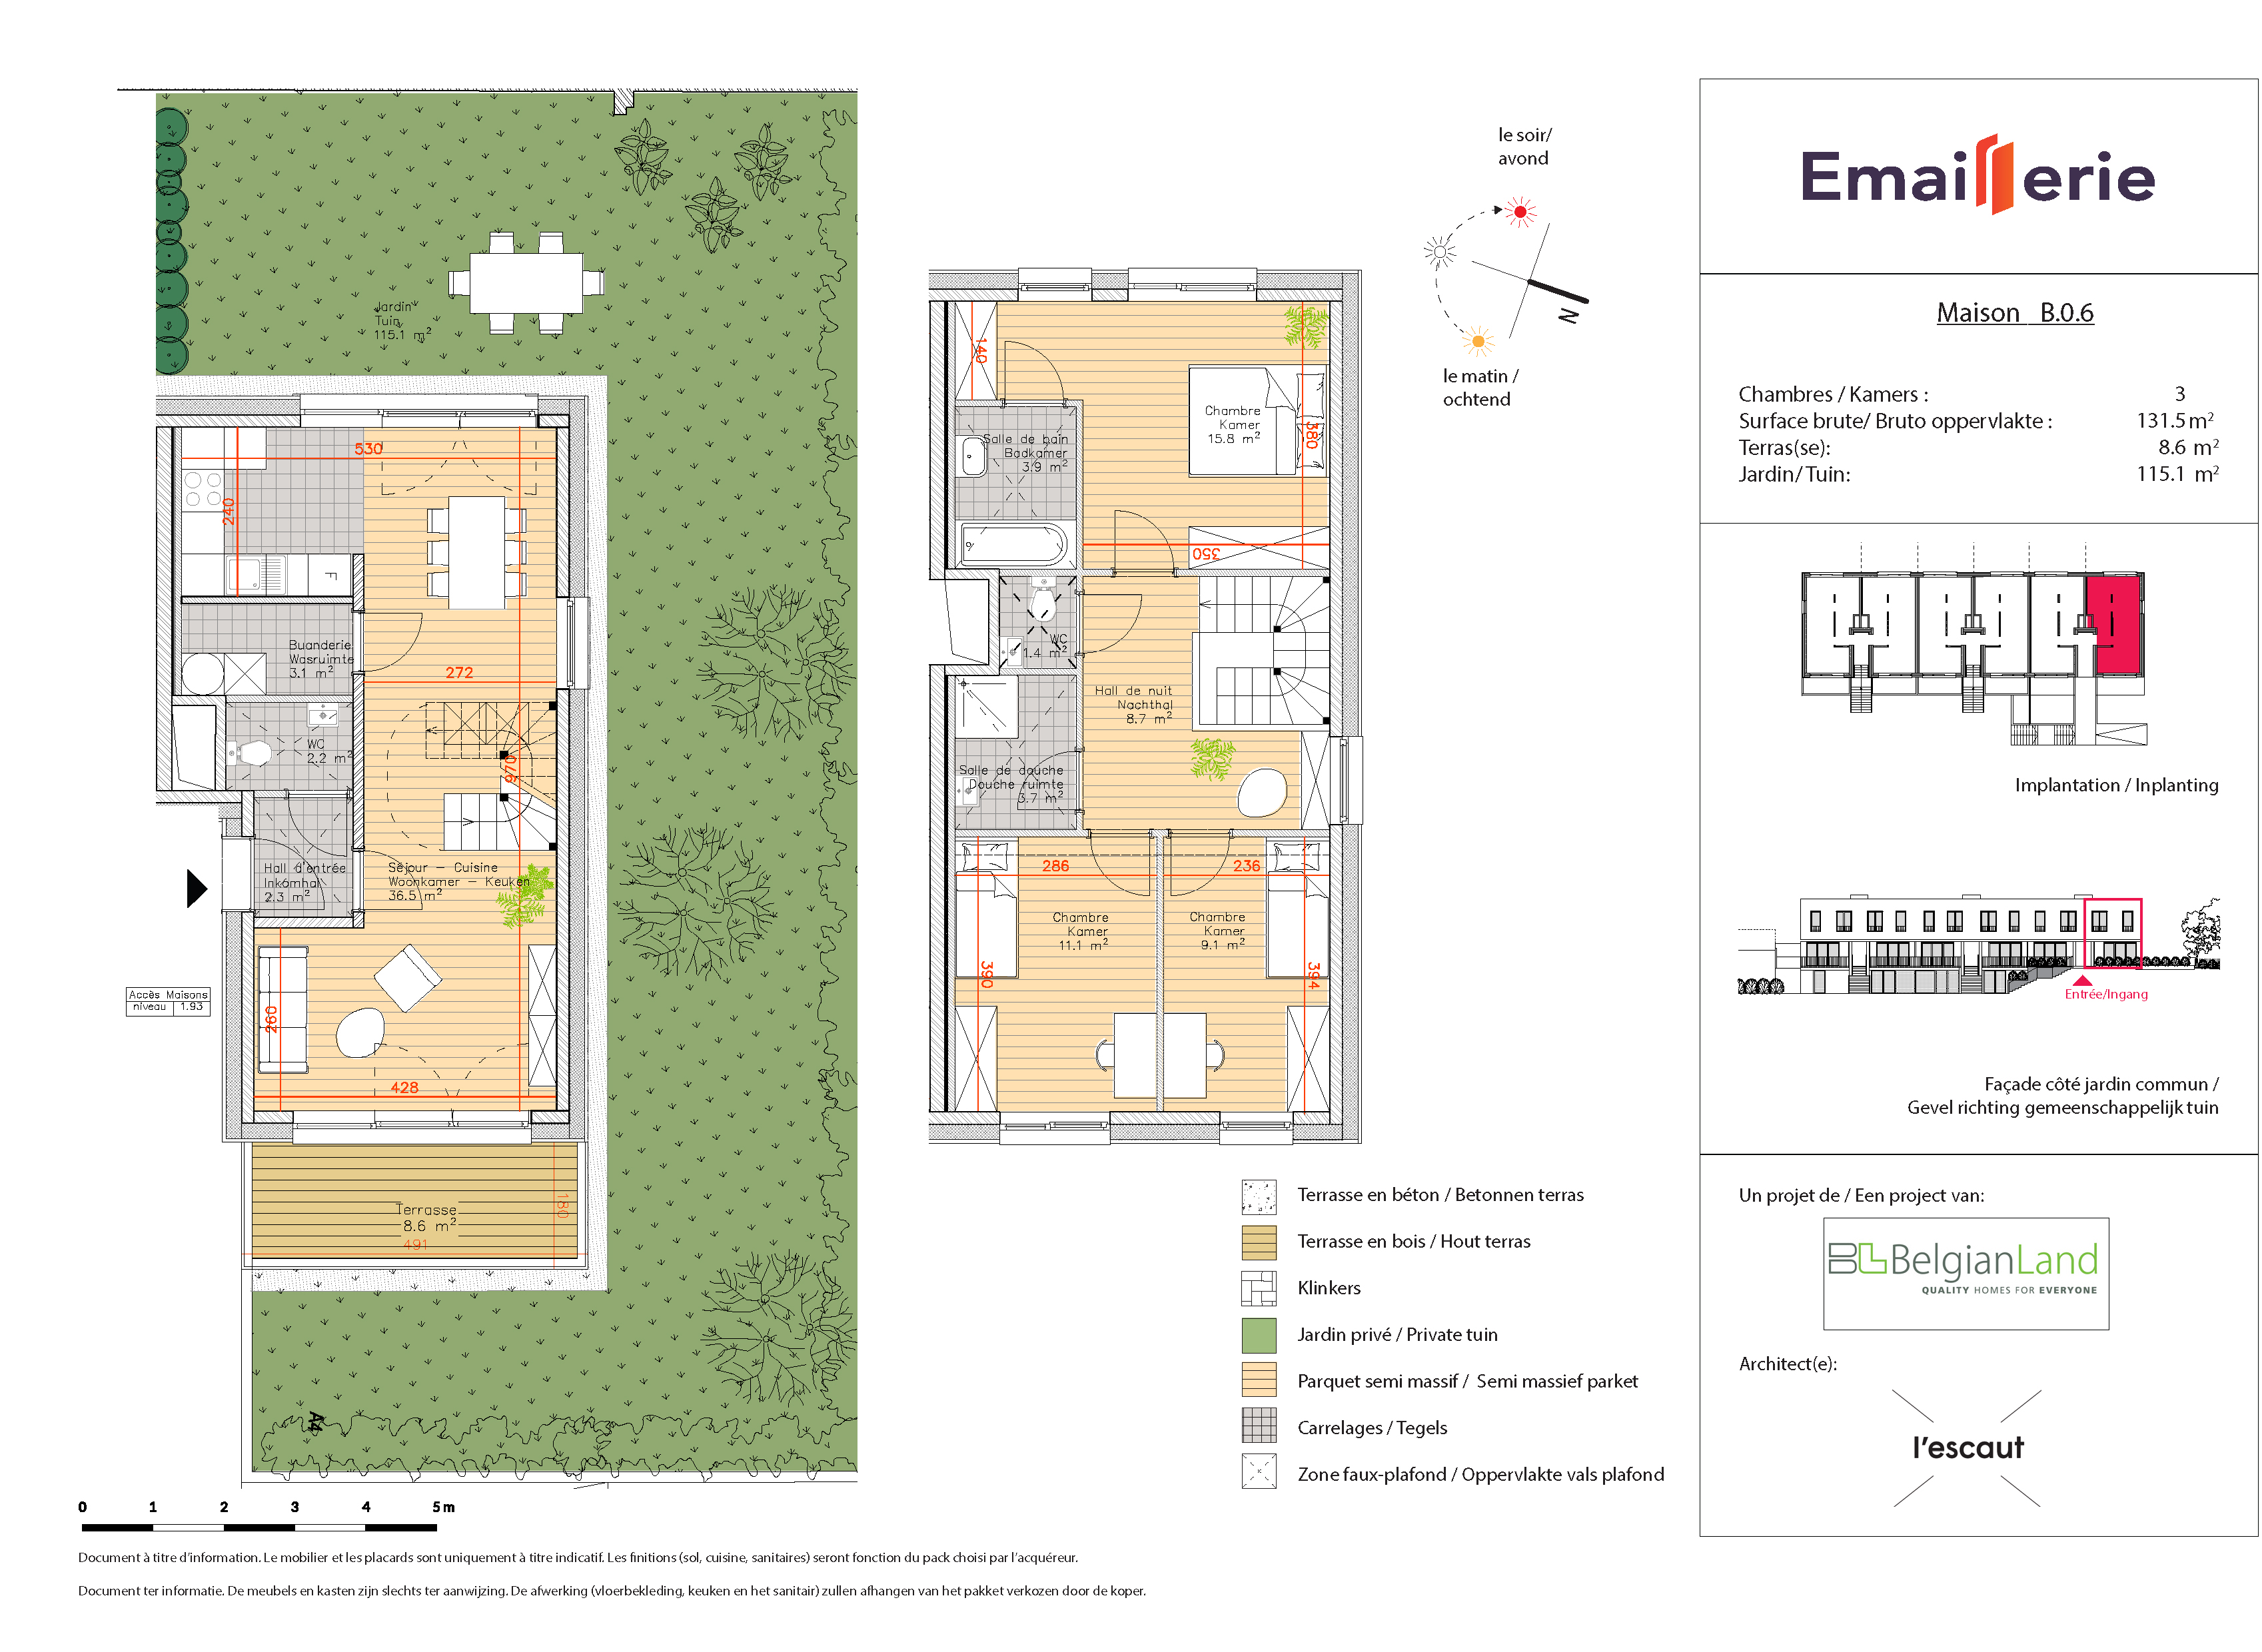 Jardin
Tuin
115.1 m²
530
240
F
Buanderie
Wasruimte
3.1 m²
272
WC
2.2 m²
970
Hall d'entrée
Inkomhal
2.3 m²
Séjour – Cuisine
Woonkamer – Keuken
36.5 m²
Accès Maisons
niveau 1.93
260
428
Terrasse
8.6 m²
180
491
A4
0 1 2 3 4 5 m
140
Chambre
Kamer
15.8 m²
380
Salle de bain
Badkamer
3.9 m²
350
WC
1.4 m²
Hall de nuit
Nachthal
8.7 m²
Salle de douche
Douche ruimte
3.7 m²
286
236
Chambre
Kamer
11.1 m²
Chambre
Kamer
9.1 m²
390
394
le soir/
avond
N
le matin /
ochtend
Terrasse en béton / Betonnen terras
Terrasse en bois / Hout terras
Klinkers
Jardin privé / Private tuin
Parquet semi massif / Semi massief parket
Carrelages / Tegels
Zone faux-plafond / Oppervlakte vals plafond
Emaillerie
Maison B.0.6
Chambres / Kamers : 3
Surface brute/ Bruto oppervlakte : 131.5 m²
Terras(se): 8.6 m²
Jardin/Tuin: 115.1 m²
Implantation / Inplanting
Entrée/Ingang
Façade côté jardin commun /
Gevel richting gemeenschappelijk tuin
Un projet de / Een project van:
BL BelgianLand
QUALITY HOMES FOR EVERYONE
Architect(e):
l'escaut
Document à titre d'information. Le mobilier et les placards sont uniquement à titre indicatif. Les finitions (sol, cuisine, sanitaires) seront fonction du pack choisi par l'acquéreur.
Document ter informatie. De meubels en kasten zijn slechts ter aanwijzing. De afwerking (vloerbekleding, keuken en het sanitair) zullen afhangen van het pakket verkozen door de koper.